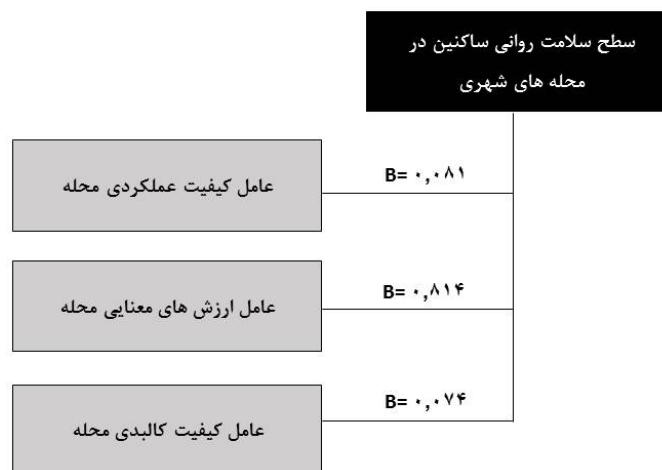 سطح سلامت روانی ساکنین در
محله های شهری
B= ۰,۰۸۱
عامل کیفیت عملکردی محله
B= ۰,۸۱۴
عامل ارزش های معنایی محله
B= ۰,۰۷۴
عامل کیفیت کالبدی محله